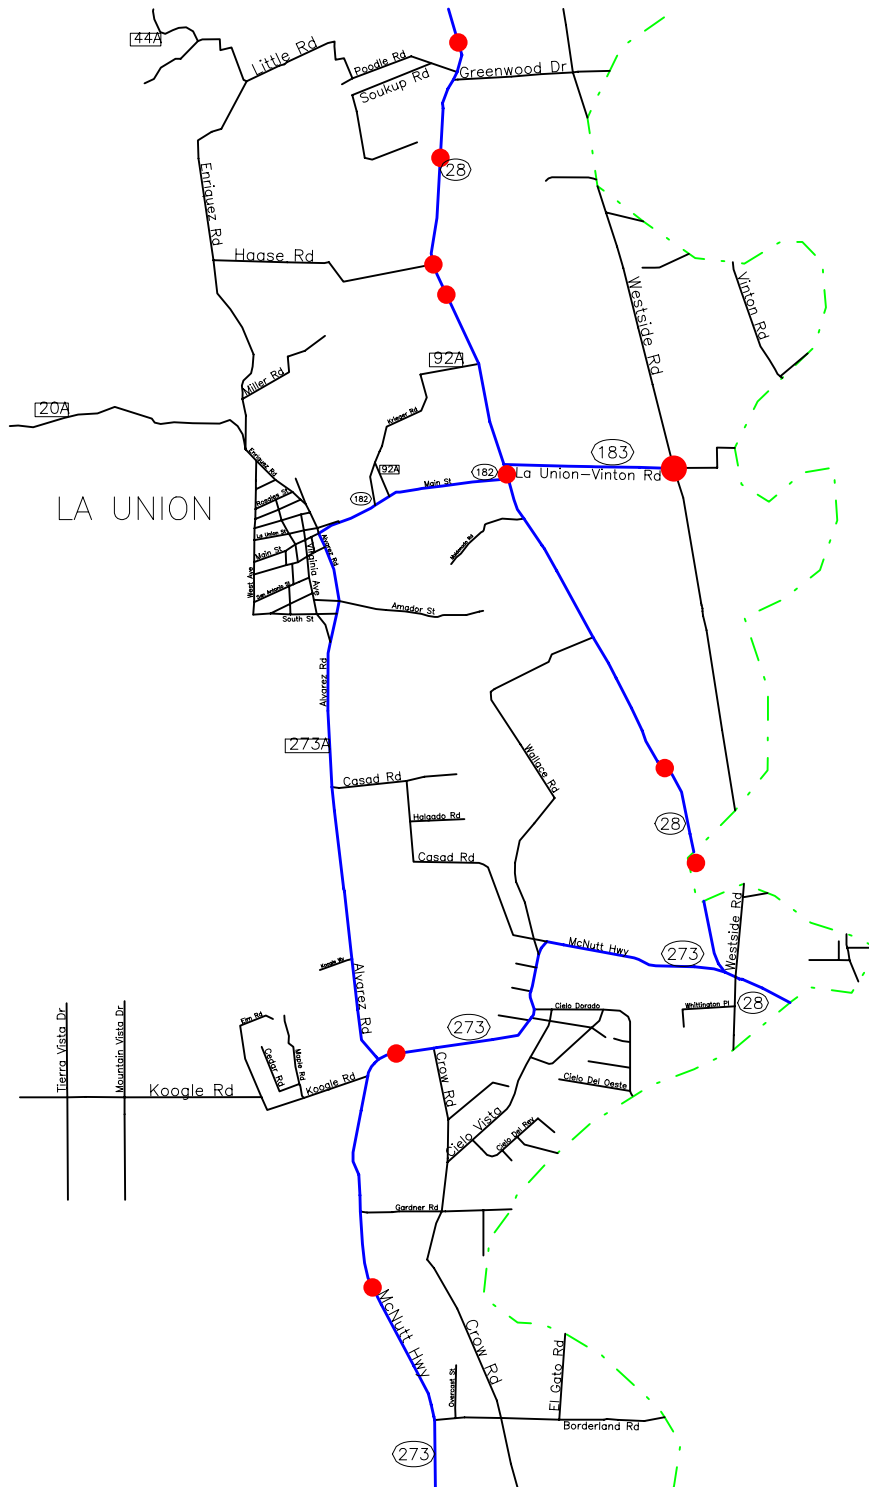 44A
Little Rd
Poodle Rd
Soukup Rd
Greenwood Dr
28
Enriquez Rd
Haase Rd
Westside Rd
Vinton Rd
92A
Miller Rd
20A
Krieger Rd
183
Enriquez Rd
92A
182
La Union-Vinton Rd
Main St
182
Rosales St
LA UNION
La Union St
Alvarez Rd
Main St
Virginia Ave
West Ave
San Antonio St
South St
Amador St
Alvarez Rd
273A
Wallace Rd
Casad Rd
Halgado Rd
28
Casad Rd
McNutt Hwy
273
Westside Rd
Koogle Wy
Alvarez Rd
Whitlington Pl
28
Cielo Dorado
Elm Rd
273
Tierra Vista Dr
Mountain Vista Dr
Cedar Rd
Maple Rd
Koogle Rd
Koogle Rd
Crow Rd
Cielo Del Oeste
Cielo Vista
Cielo Del Rey
Gardner Rd
McNutt Hwy
Crow Rd
El Gato Rd
Overcast St
Borderland Rd
273